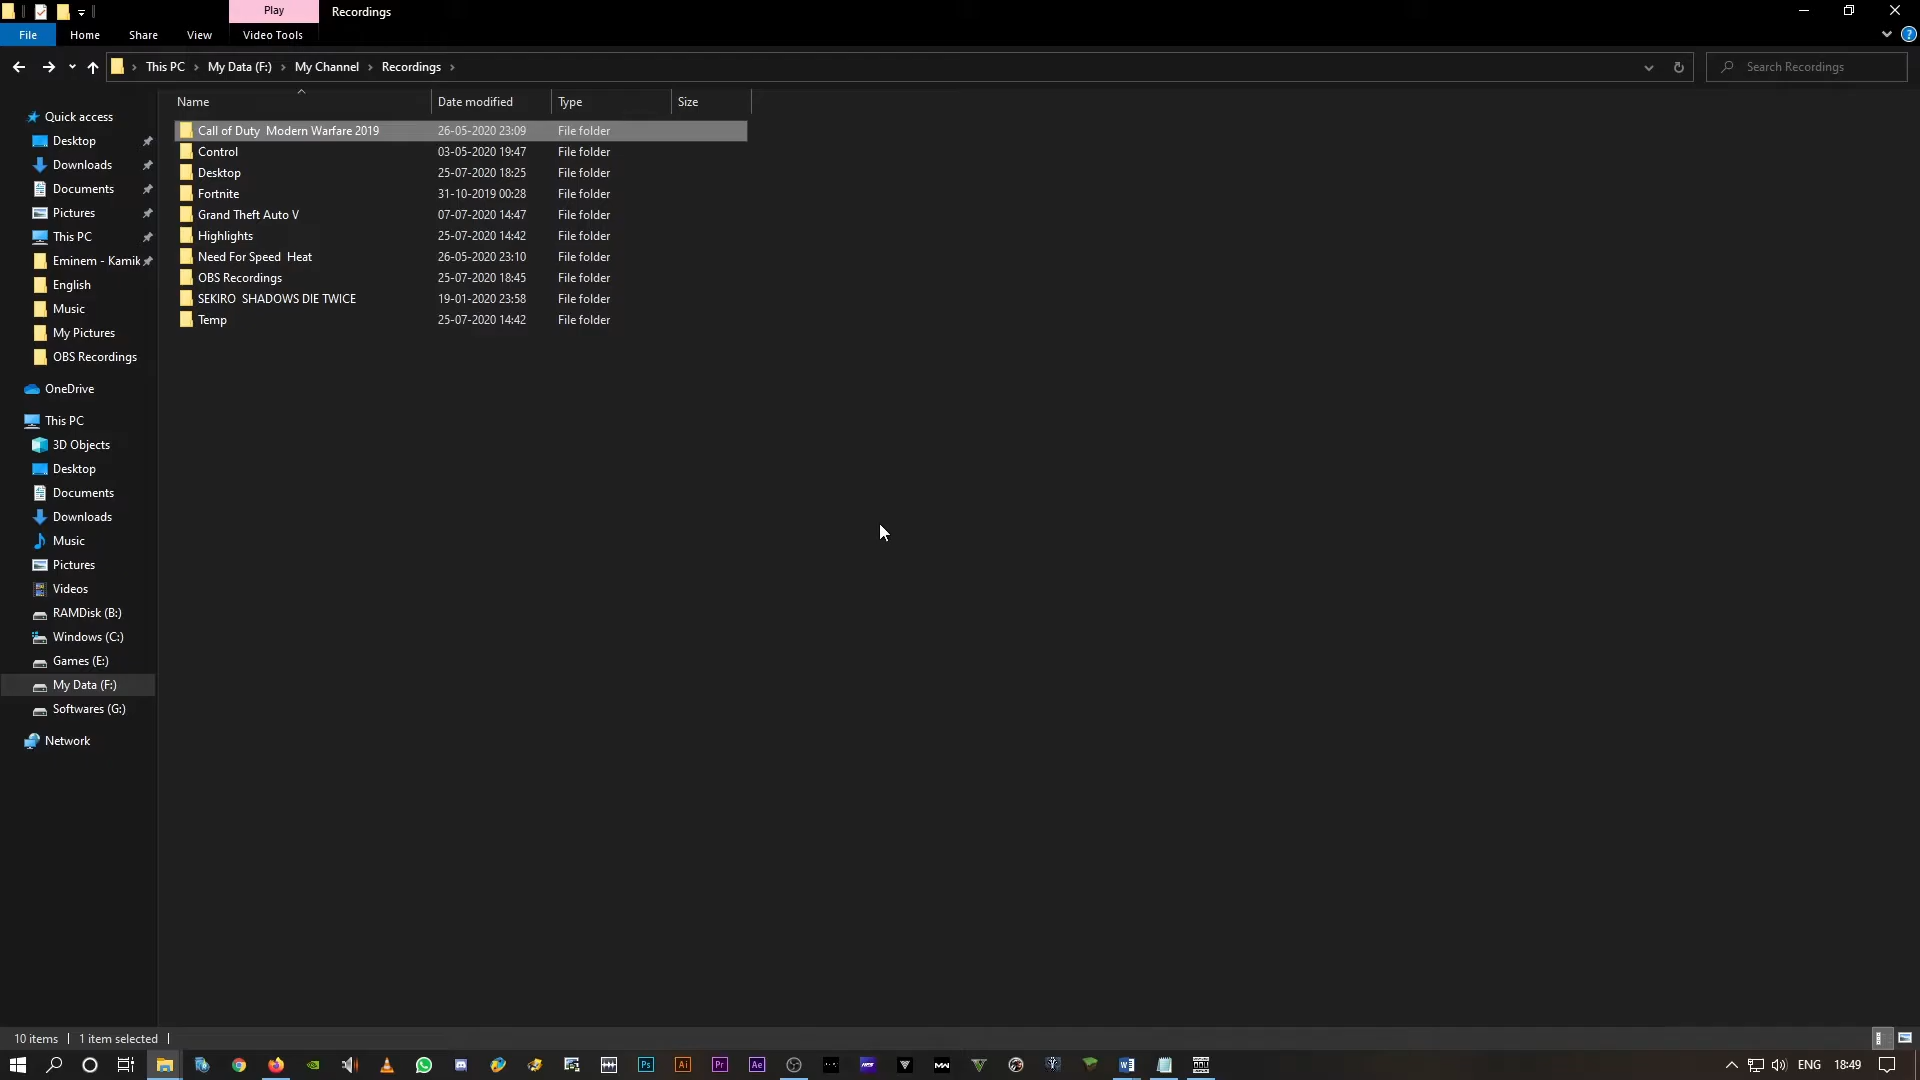 Play
Recordings
File Home Share View Video Tools
This PC My Data (F:) My Channel Recordings
Search Recordings
Name Date modified Type Size
Call of Duty  Modern Warfare 2019 26-05-2020 23:09 File folder
Control 03-05-2020 19:47 File folder
Desktop 25-07-2020 18:25 File folder
Fortnite 31-10-2019 00:28 File folder
Grand Theft Auto V 07-07-2020 14:47 File folder
Highlights 25-07-2020 14:42 File folder
Need For Speed  Heat 26-05-2020 23:10 File folder
OBS Recordings 25-07-2020 18:45 File folder
SEKIRO  SHADOWS DIE TWICE 19-01-2020 23:58 File folder
Temp 25-07-2020 14:42 File folder
Quick access
Desktop
Downloads
Documents
Pictures
This PC
Eminem - Kamik
English
Music
My Pictures
OBS Recordings
OneDrive
This PC
3D Objects
Desktop
Documents
Downloads
Music
Pictures
Videos
RAMDisk (B:)
Windows (C:)
Games (E:)
My Data (F:)
Softwares (G:)
Network
10 items 1 item selected
Ps Ai Pr Ae MW ENG 18:49